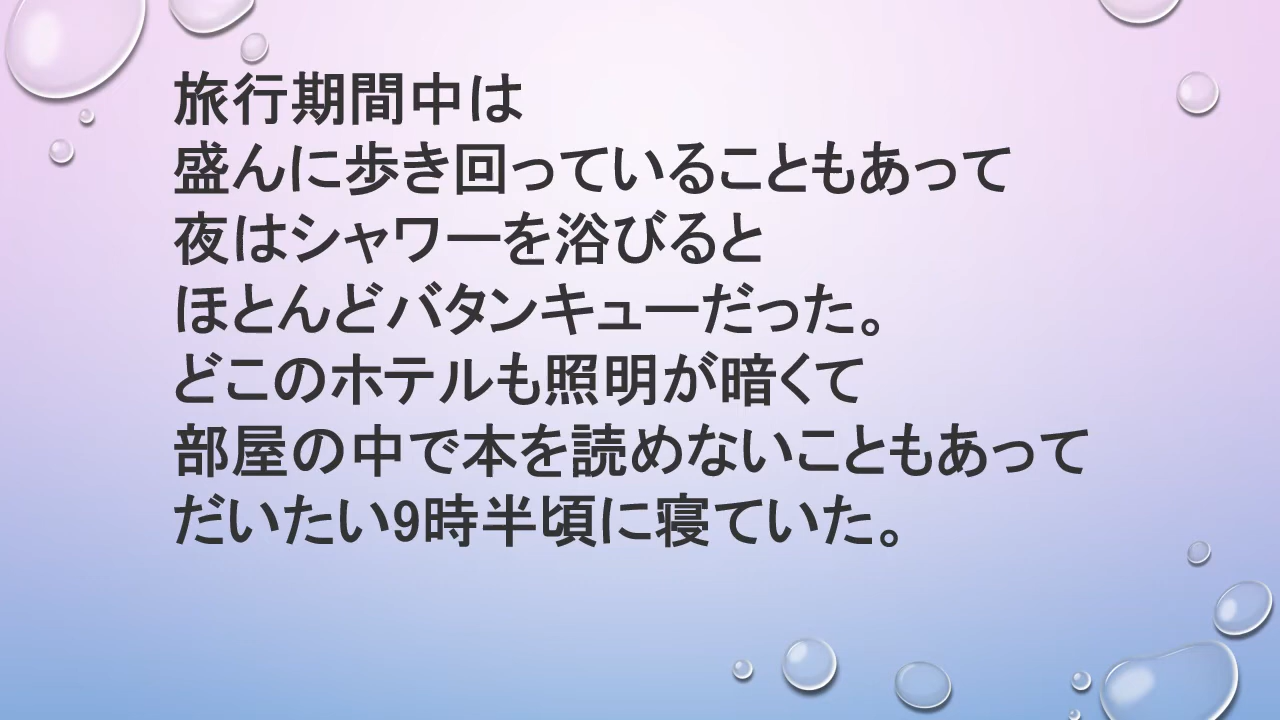 旅行期間中は
盛んに歩き回っていることもあって
夜はシャワーを浴びると
ほとんどバタンキューだった。
どこのホテルも照明が暗くて
部屋の中で本を読めないこともあって
だいたい9時半頃に寝ていた。